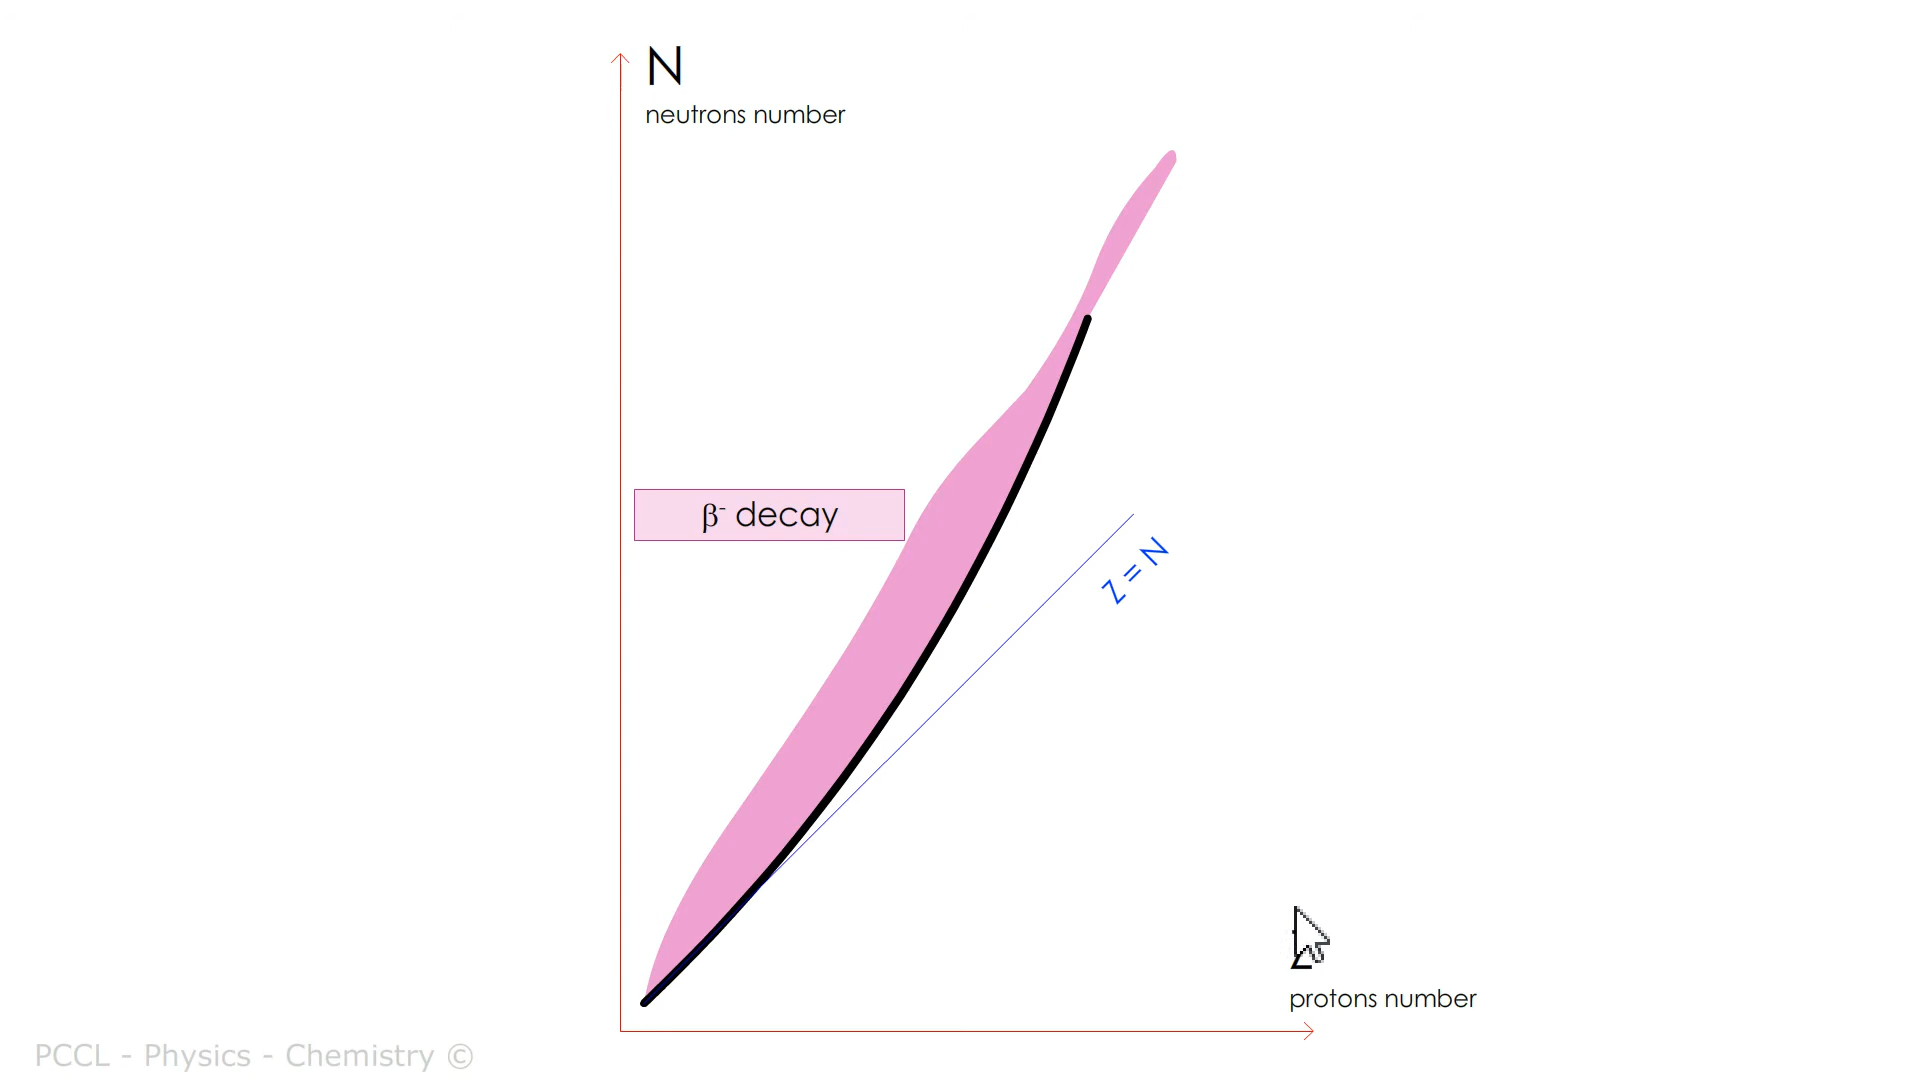 N
neutrons number
β⁻ decay
Z = N
protons number
PCCL - Physics - Chemistry ©